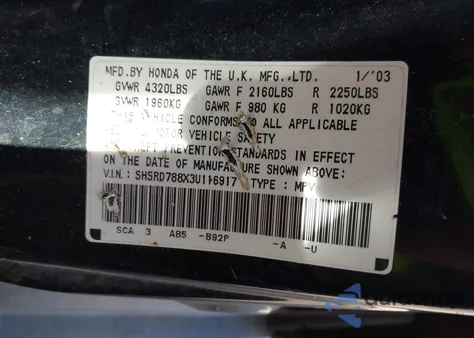 MFD.BY HONDA OF THE U.K. MFG.,LTD. 1/'03
GVWR 4320LBS GAWR F 2160LBS R 2250LBS
GVWR 1960KG GAWR F 980 KG R 1020KG
THIS VEHICLE CONFORMS TO ALL APPLICABLE
MOTOR VEHICLE SAFETY
THEFT PREVENTION STANDARDS IN EFFECT
ON THE DATE OF MANUFACTURE SHOWN ABOVE:
V.I.N.: SHSRD788X3U116917 TYPE: MPV
SCA 3 AB5 -B92P -A -U